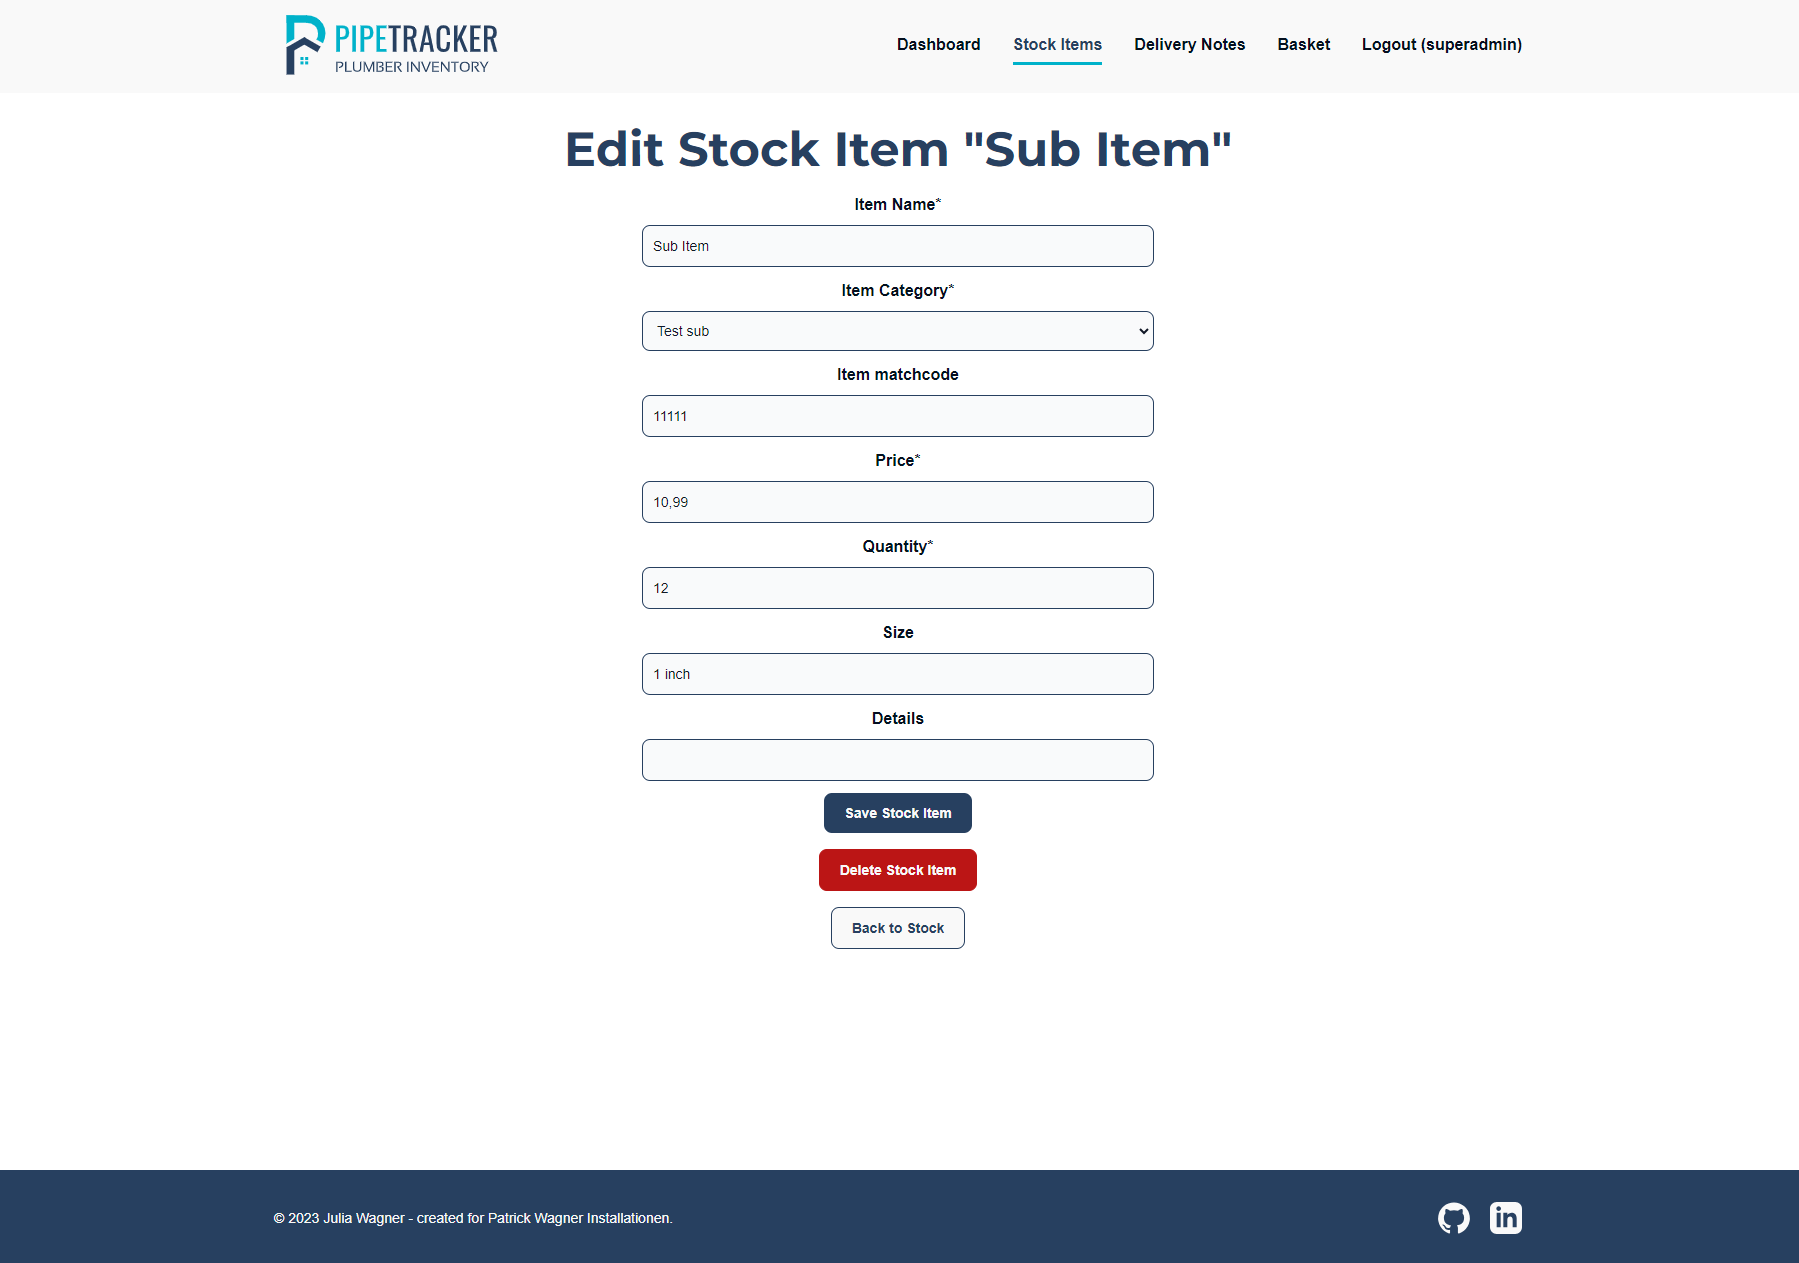 PIPETRACKER
PLUMBER INVENTORY
Dashboard
Stock Items
Delivery Notes
Basket
Logout (superadmin)
Edit Stock Item "Sub Item"
Item Name*
Sub Item
Item Category*
Test sub
Item matchcode
11111
Price*
10,99
Quantity*
12
Size
1 inch
Details
Save Stock Item
Delete Stock Item
Back to Stock
© 2023 Julia Wagner - created for Patrick Wagner Installationen.
in